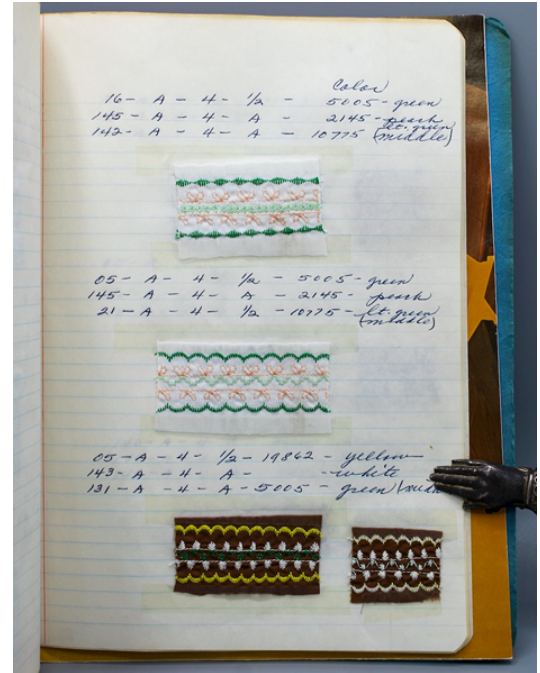 Color
16 - A - 4 - 1/2 - 5005 - green
145 - A - 4 - A - 2145 - peach
142 - A - 4 - A - 10775 (lt. green
middle)
05 - A - 4 - 1/2 - 5005 - green
145 - A - 4 - A - 2145 - peach
21 - A - 4 - 1/2 - 10775 - lt. green
(middle)
05 - A - 4 - 1/2 - 19862 - yellow
143 - A - 4 - A - - white
131 - A - 4 - A - 5005 - green